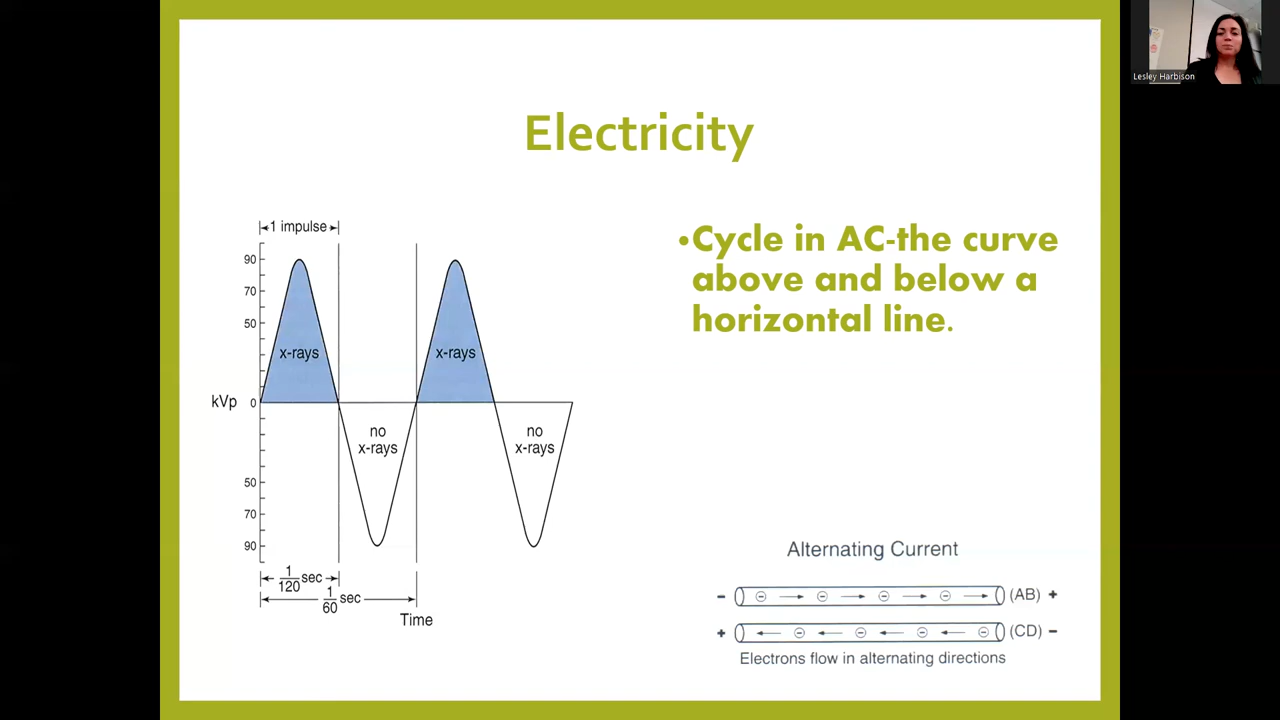 Lesley Harbison
Electricity
1 impulse
90
70
50
kVp 0
50
70
90
x-rays
x-rays
no
x-rays
no
x-rays
1/120 sec
1/60 sec
Time
•Cycle in AC-the curve
above and below a
horizontal line.
Alternating Current
- (AB) +
+ (CD) -
Electrons flow in alternating directions